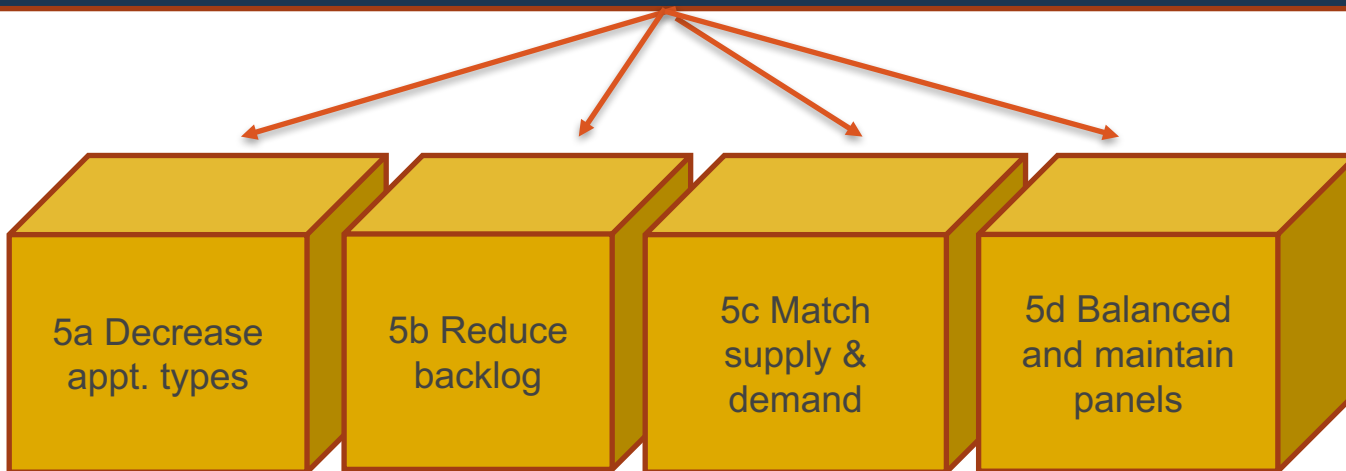 5a Decrease
appt. types
5b Reduce
backlog
5c Match
supply &
demand
5d Balanced
and maintain
panels